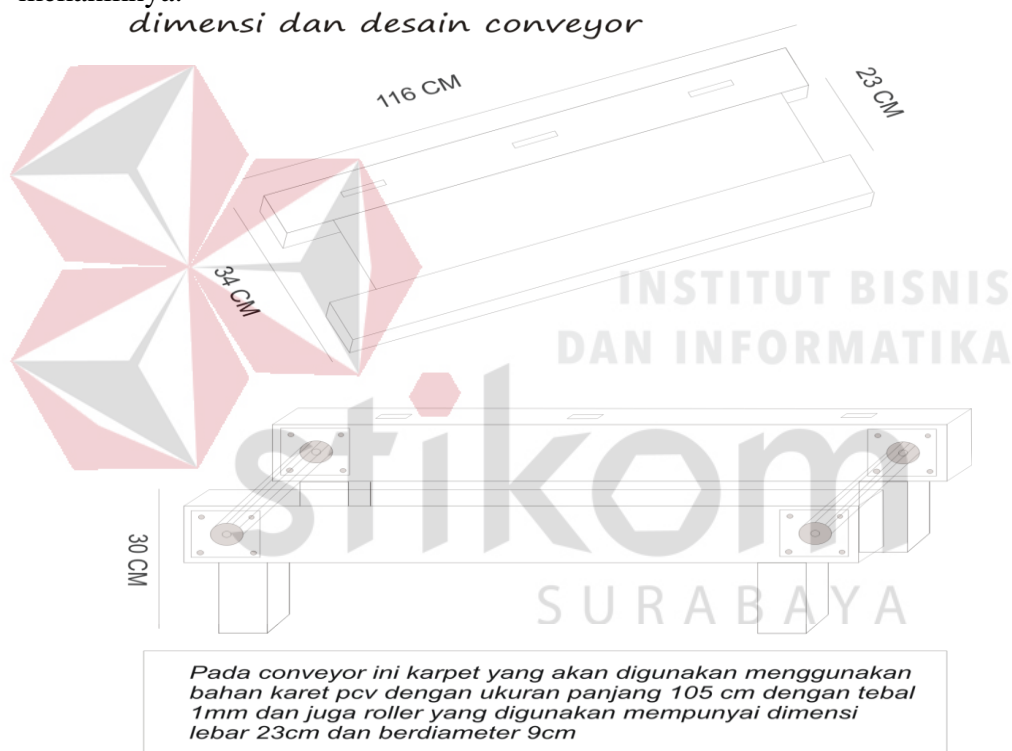 dimensi dan desain conveyor
116 CM
23 CM
34 CM
INSTITUT BISNIS
DAN INFORMATIKA
stikom
SURABAYA
30 CM
Pada conveyor ini karpet yang akan digunakan menggunakan
bahan karet pcv dengan ukuran panjang 105 cm dengan tebal
1mm dan juga roller yang digunakan mempunyai dimensi
lebar 23cm dan berdiameter 9cm